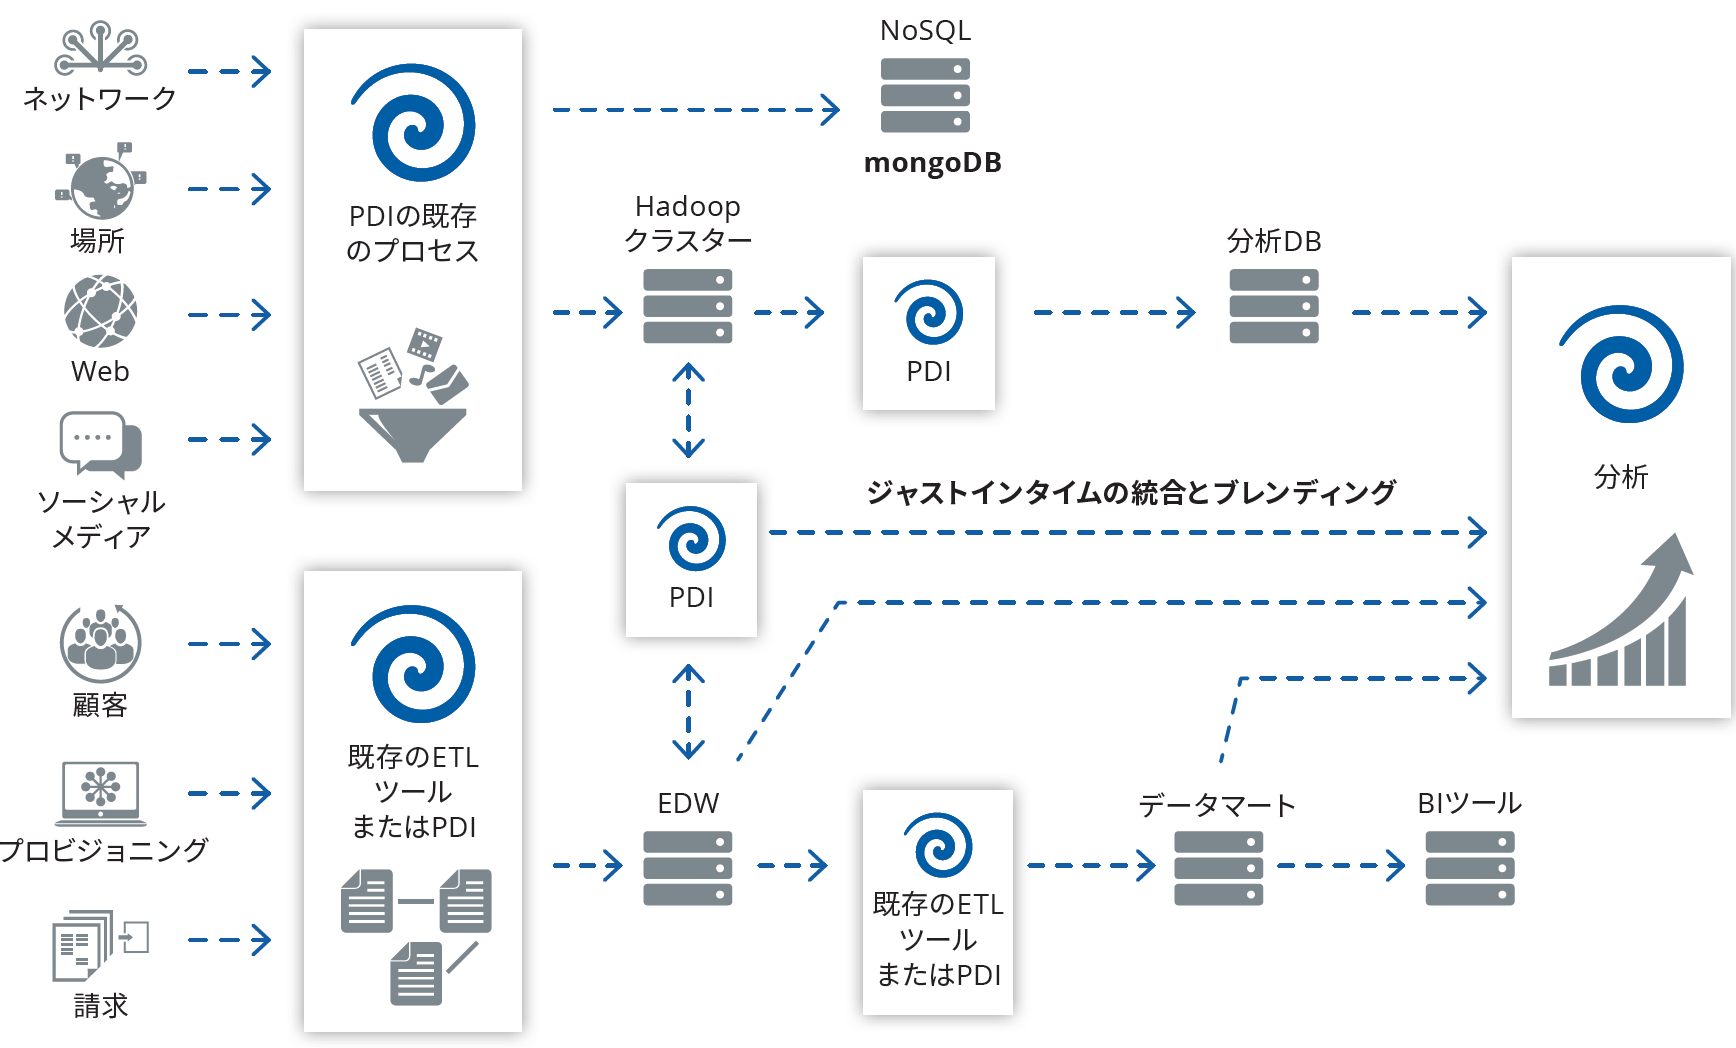 ネットワーク
場所
Web
ソーシャル
メディア
顧客
プロビジョニング
請求
PDIの既存
のプロセス
既存のETL
ツール
またはPDI
NoSQL
mongoDB
Hadoop
クラスター
PDI
分析DB
分析
ジャストインタイムの統合とブレンディング
PDI
EDW
既存のETL
ツール
またはPDI
データマート
BIツール